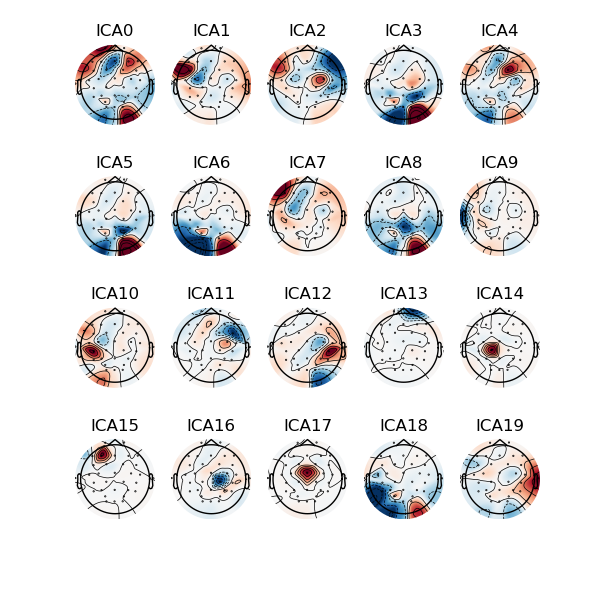 ICA0 ICA1 ICA2 ICA3 ICA4
ICA5 ICA6 ICA7 ICA8 ICA9
ICA10 ICA11 ICA12 ICA13 ICA14
ICA15 ICA16 ICA17 ICA18 ICA19